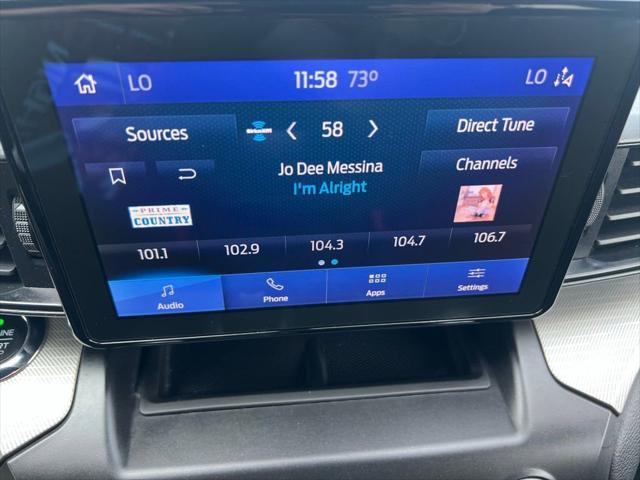 LO 11:58 73° LO
Sources SiriusXM 58 Direct Tune
Jo Dee Messina Channels
I'm Alright
PRIME
COUNTRY
101.1 102.9 104.3 104.7 106.7
Audio Phone Apps Settings